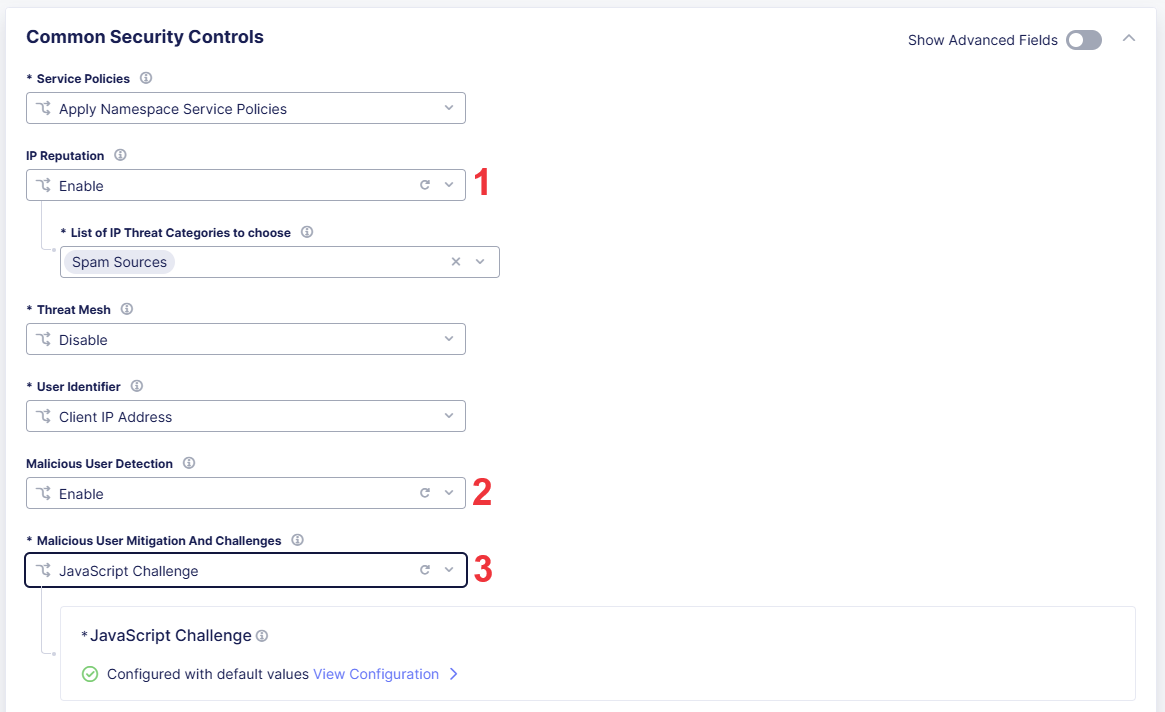 Common Security Controls
Show Advanced Fields
* Service Policies
Apply Namespace Service Policies
IP Reputation
Enable
1
* List of IP Threat Categories to choose
Spam Sources
* Threat Mesh
Disable
* User Identifier
Client IP Address
Malicious User Detection
Enable
2
* Malicious User Mitigation And Challenges
JavaScript Challenge
3
*JavaScript Challenge
Configured with default values View Configuration